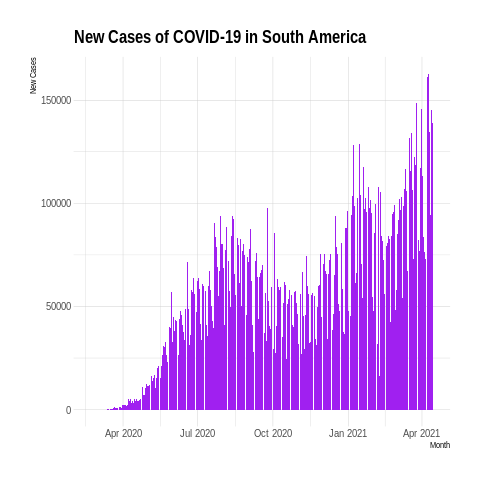 New Cases of COVID-19 in South America
New Cases
150000
100000
50000
0
Apr 2020 Jul 2020 Oct 2020 Jan 2021 Apr 2021
Month